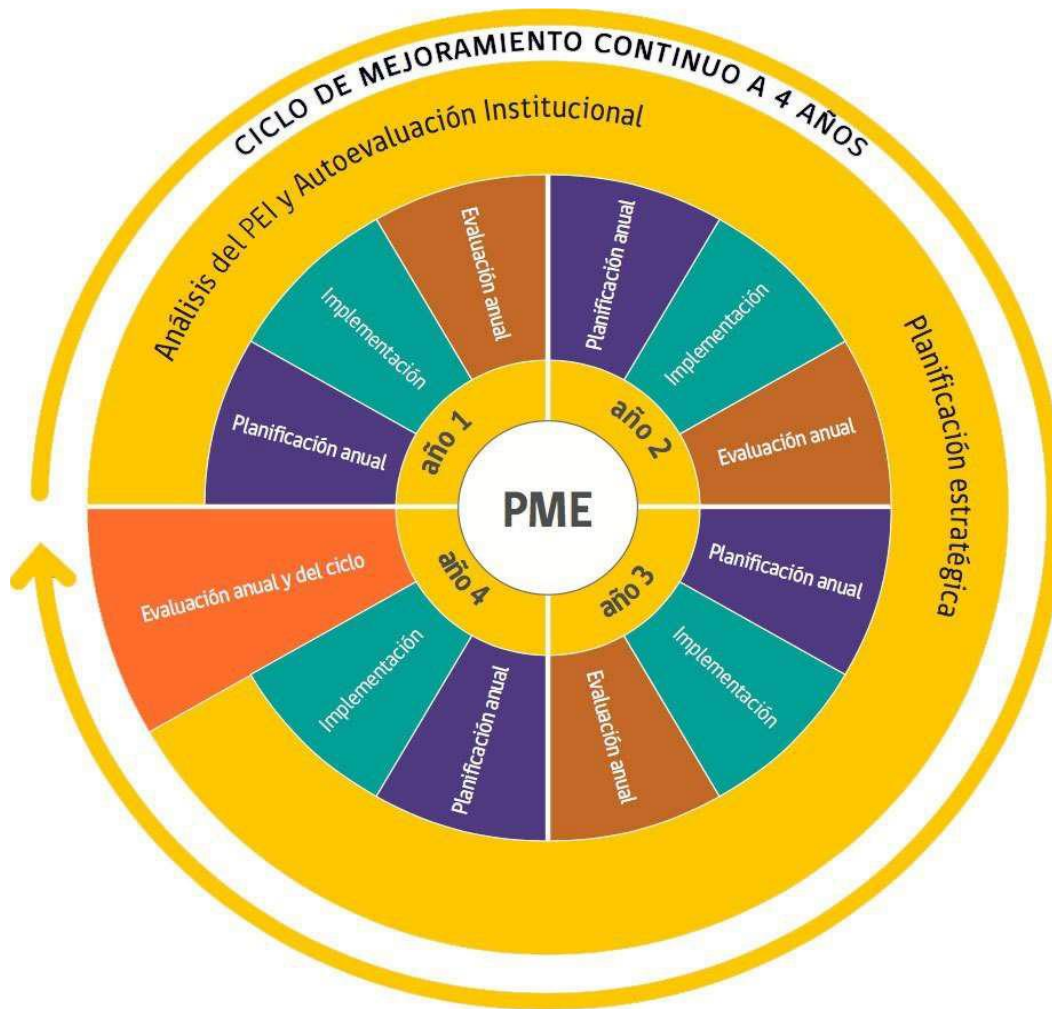 CICLO DE MEJORAMIENTO CONTINUO A 4 AÑOS
Análisis del PEI y Autoevaluación Institucional
Planificación estratégica
PME
año 1
Planificación anual
Implementación
Evaluación anual
año 2
Planificación anual
Implementación
Evaluación anual
año 3
Planificación anual
Implementación
Evaluación anual
año 4
Planificación anual
Implementación
Evaluación anual y del ciclo